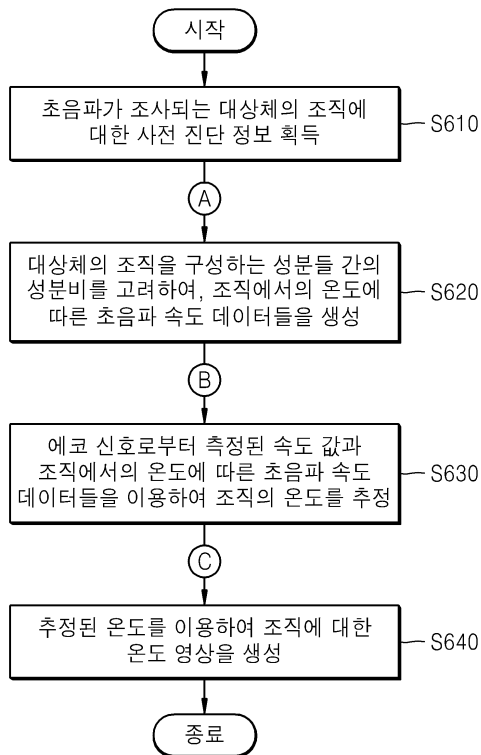 시작
초음파가 조사되는 대상체의 조직에
대한 사전 진단 정보 획득
S610
A
대상체의 조직을 구성하는 성분들 간의
성분비를 고려하여, 조직에서의 온도에
따른 초음파 속도 데이터들을 생성
S620
B
에코 신호로부터 측정된 속도 값과
조직에서의 온도에 따른 초음파 속도
데이터들을 이용하여 조직의 온도를 추정
S630
C
추정된 온도를 이용하여 조직에 대한
온도 영상을 생성
S640
종료